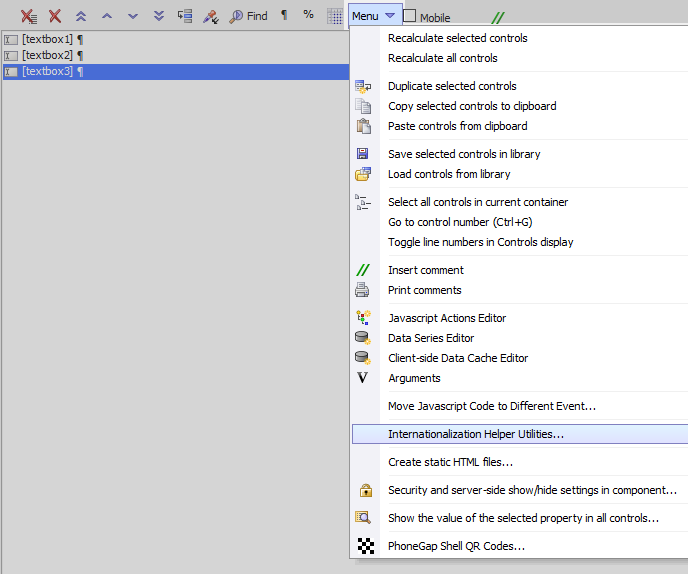 Find ¶ % Menu Mobile //
[textbox1] ¶
[textbox2] ¶
[textbox3] ¶
Recalculate selected controls
Recalculate all controls
Duplicate selected controls
Copy selected controls to clipboard
Paste controls from clipboard
Save selected controls in library
Load controls from library
Select all controls in current container
Go to control number (Ctrl+G)
Toggle line numbers in Controls display
// Insert comment
Print comments
Javascript Actions Editor
Data Series Editor
Client-side Data Cache Editor
V Arguments
Move Javascript Code to Different Event...
Internationalization Helper Utilities...
Create static HTML files...
Security and server-side show/hide settings in component...
Show the value of the selected property in all controls...
PhoneGap Shell QR Codes...